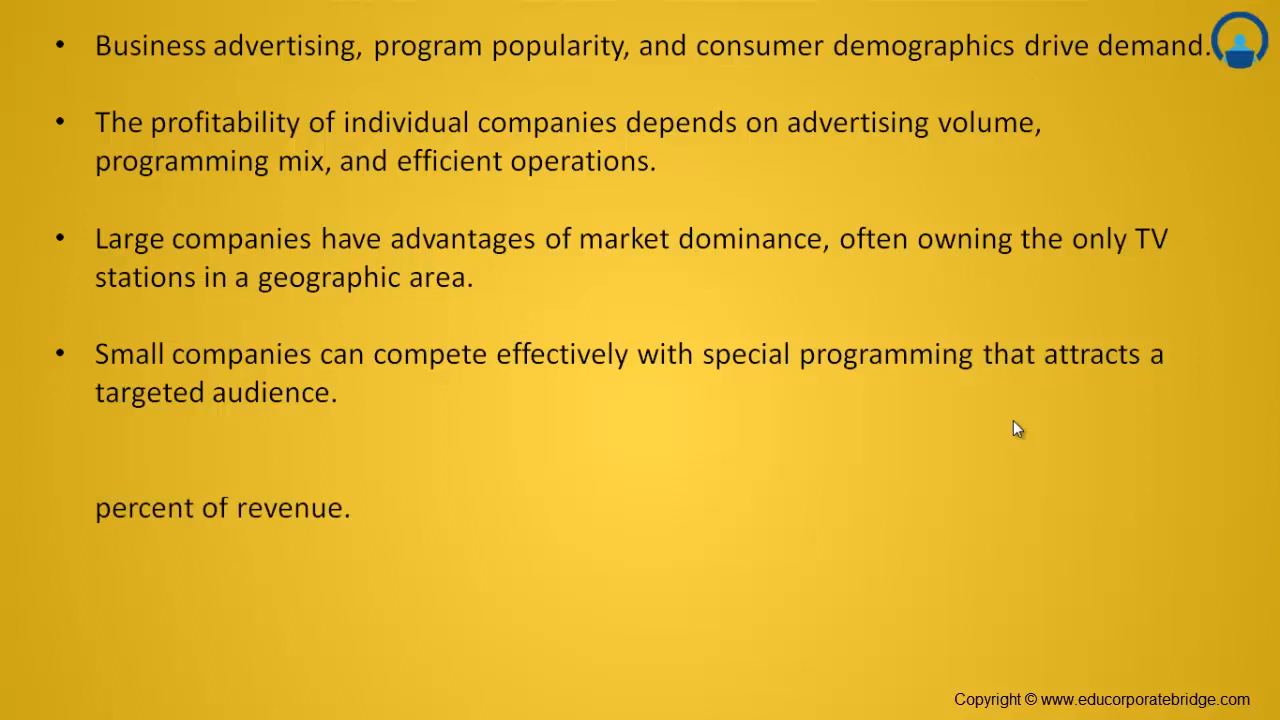 • Business advertising, program popularity, and consumer demographics drive demand.
• The profitability of individual companies depends on advertising volume,
programming mix, and efficient operations.
• Large companies have advantages of market dominance, often owning the only TV
stations in a geographic area.
• Small companies can compete effectively with special programming that attracts a
targeted audience.
percent of revenue.
Copyright © www.educorporatebridge.com